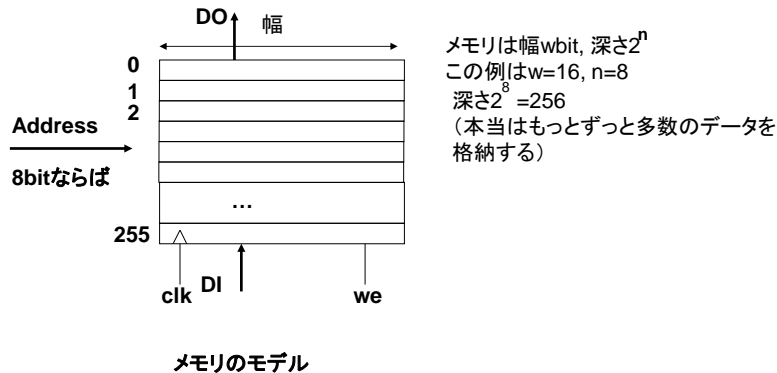 DO
幅
メモリは幅wbit, 深さ2^n
この例はw=16, n=8
深さ2^8 =256
（本当はもっとずっと多数のデータを
格納する）
0
1
2
Address
8bitならば
…
255
clk
DI
we
メモリのモデル